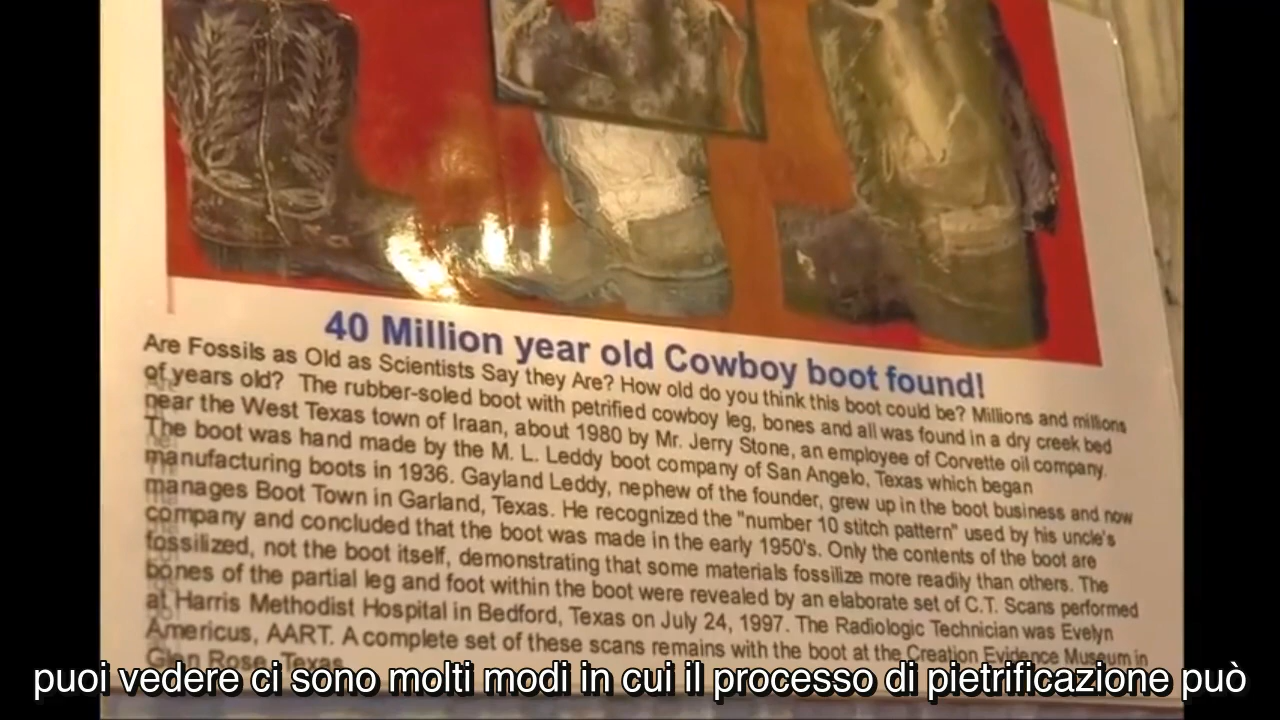 40 Million year old Cowboy boot found!
Are Fossils as Old as Scientists Say they Are? How old do you think this boot could be? Millions and millions
of years old? The rubber-soled boot with petrified cowboy leg, bones and all was found in a dry creek bed
near the West Texas town of Iraan, about 1980 by Mr. Jerry Stone, an employee of Corvette oil company.
The boot was hand made by the M. L. Leddy boot company of San Angelo, Texas which began
manufacturing boots in 1936. Gayland Leddy, nephew of the founder, grew up in the boot business and now
manages Boot Town in Garland, Texas. He recognized the "number 10 stitch pattern" used by his uncle's
company and concluded that the boot was made in the early 1950's. Only the contents of the boot are
fossilized, not the boot itself, demonstrating that some materials fossilize more readily than others. The
bones of the partial leg and foot within the boot were revealed by an elaborate set of C.T. Scans performed
at Harris Methodist Hospital in Bedford, Texas on July 24, 1997. The Radiologic Technician was Evelyn
Americus, AART. A complete set of these scans remains with the boot at the Creation Evidence Museum in
Glen Rose, Texas
puoi vedere ci sono molti modi in cui il processo di pietrificazione può